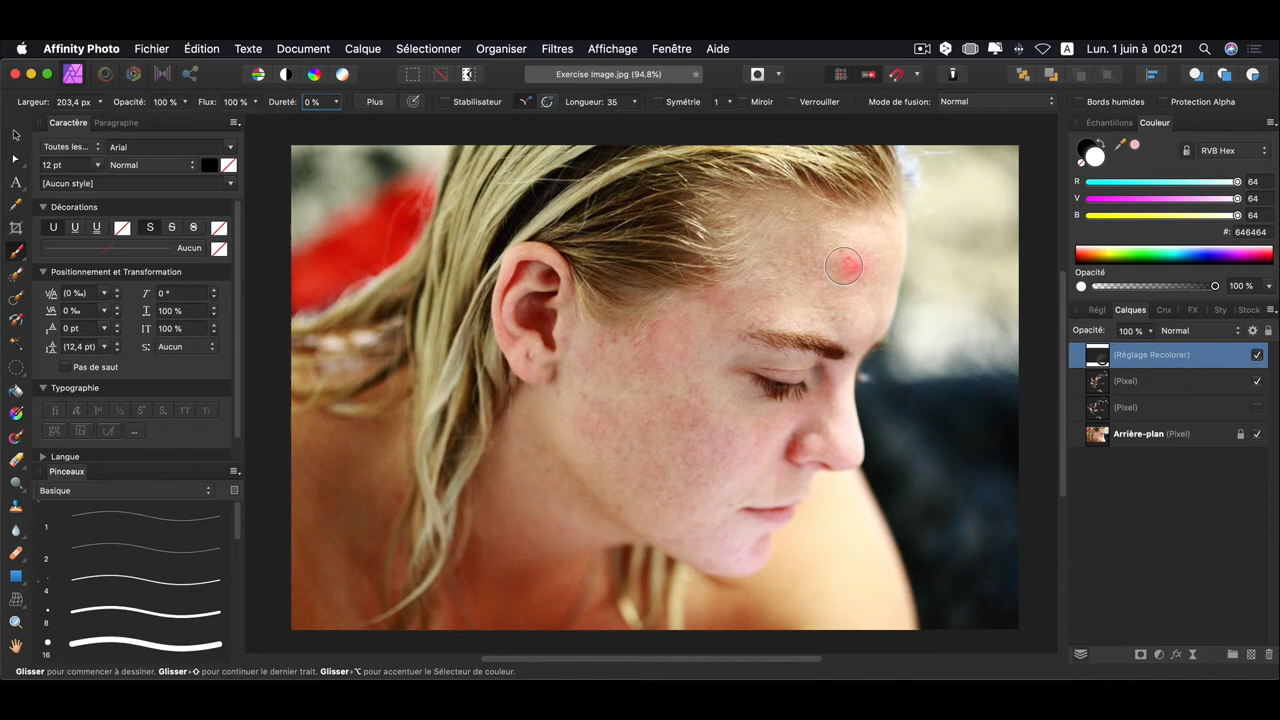 Affinity Photo Fichier Édition Texte Document Calque Sélectionner Organiser Filtres Affichage Fenêtre Aide A Lun. 1 juin à 00:21
Exercise Image.jpg (94.8%)
Largeur: 203,4 px Opacité: 100 % Flux: 100 % Dureté: 0 % Plus Stabilisateur Longueur: 35 Symétrie 1 Miroir Verrouiller Mode de fusion: Normal Bords humides Protection Alpha
Caractère Paragraphe
Échantillons Couleur
Toutes les... Arial
12 pt Normal
[Aucun style]
RVB Hex
R 64
V 64
B 64
#: 646464
Décorations
U U U S S S
Aucun
Positionnement et Transformation
(0 ‰) 0 °
0 ‰ 100 %
0 pt 100 %
(12,4 pt) Aucun
Pas de saut
Typographie
Opacité
100 %
Régl Calques Cnx FX Sty Stock
Opacité: 100 % Normal
(Réglage Recolorer)
(Pixel)
(Pixel)
Arrière-plan (Pixel)
Langue
Pinceaux
Basique
1
2
4
8
16
Glisser pour commencer à dessiner. Glisser+⇧ pour continuer le dernier trait. Glisser+⌥ pour accentuer le Sélecteur de couleur.